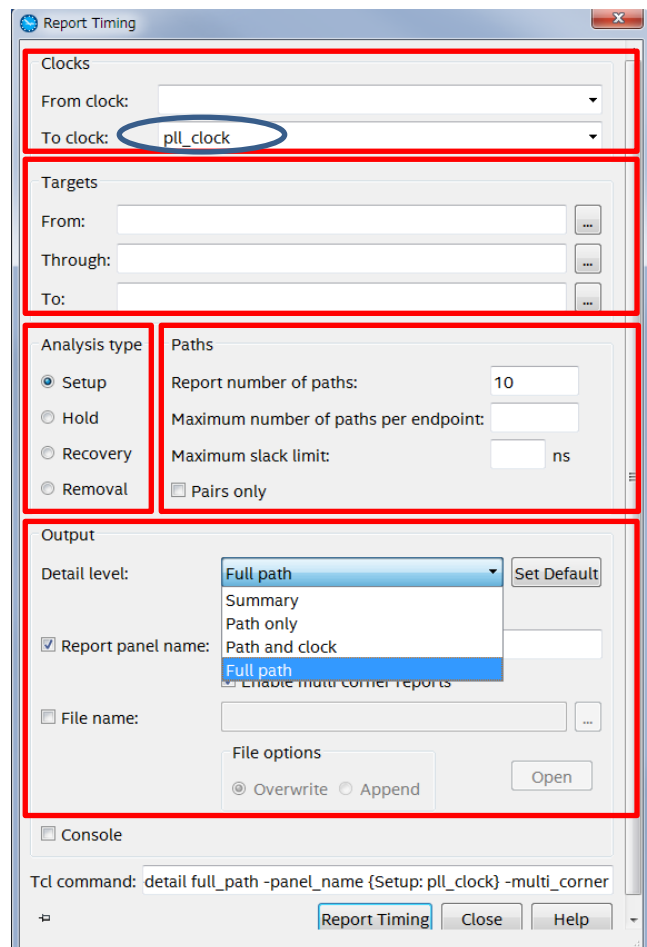 Report Timing
Clocks
From clock:
To clock: pll_clock
Targets
From: ...
Through: ...
To: ...
Analysis type
Setup
Hold
Recovery
Removal
Paths
Report number of paths: 10
Maximum number of paths per endpoint:
Maximum slack limit: ns
Pairs only
Output
Detail level: Full path Set Default
Summary
Path only
Report panel name: Path and clock
Full path
Enable multi corner reports
File name: ...
File options
Overwrite Append Open
Console
Tcl command: detail full_path -panel_name {Setup: pll_clock} -multi_corner
Report Timing Close Help